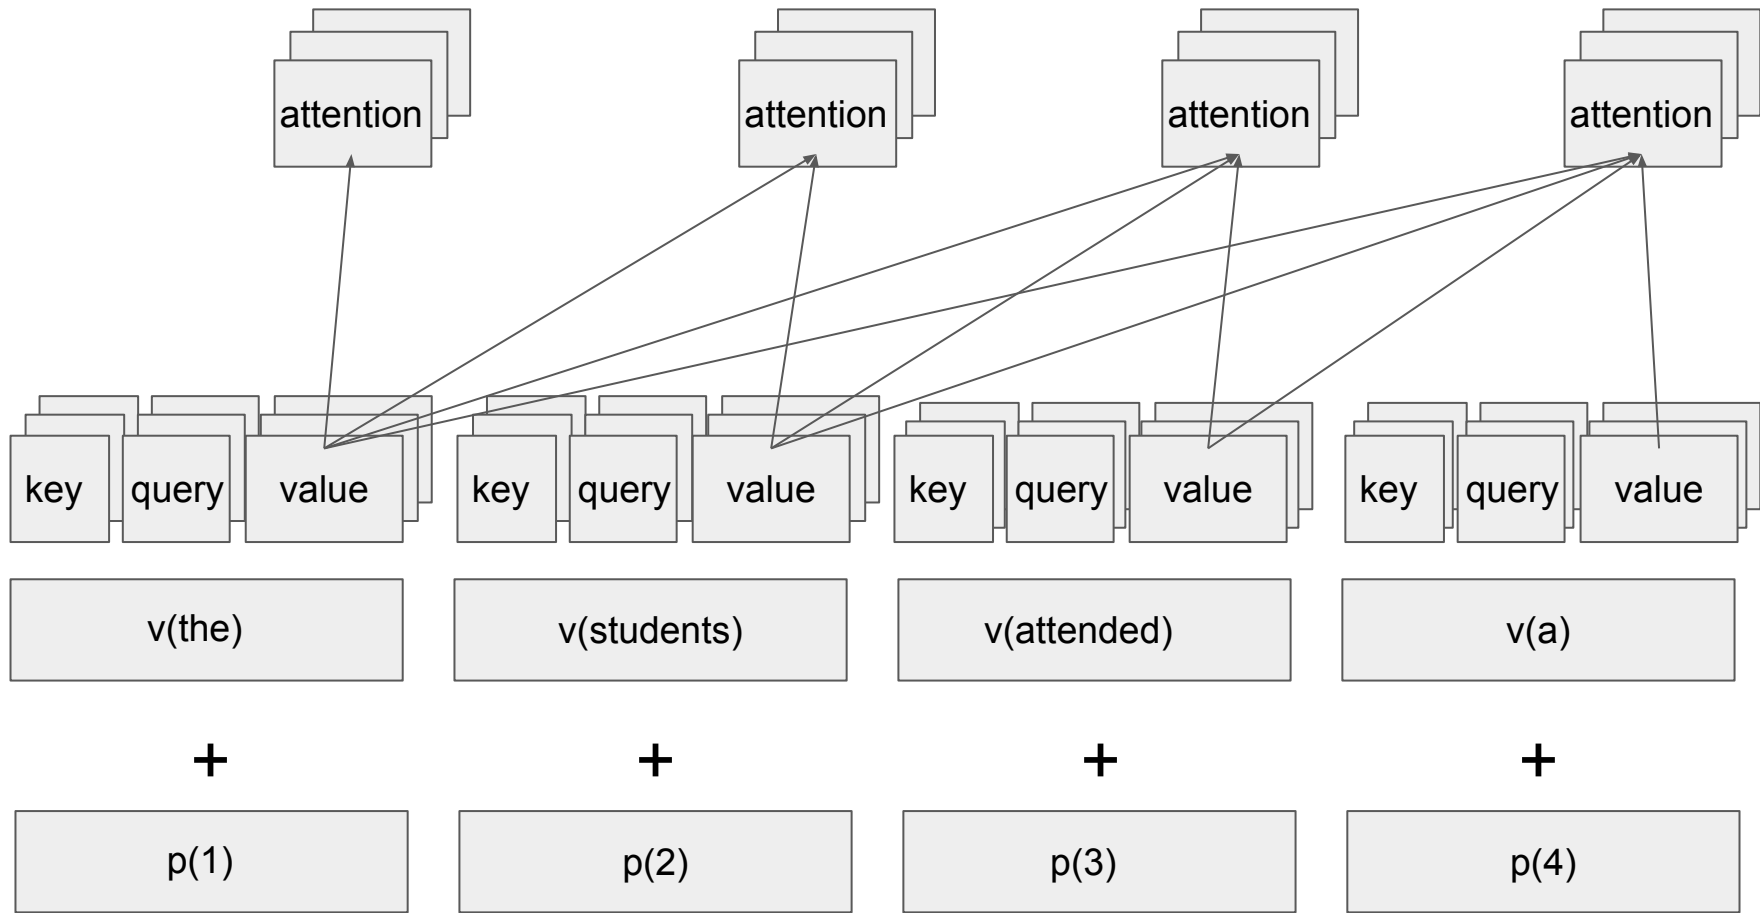 attention attention attention attention
key query value key query value key query value key query value
v(the) v(students) v(attended) v(a)
+ + + +
p(1) p(2) p(3) p(4)